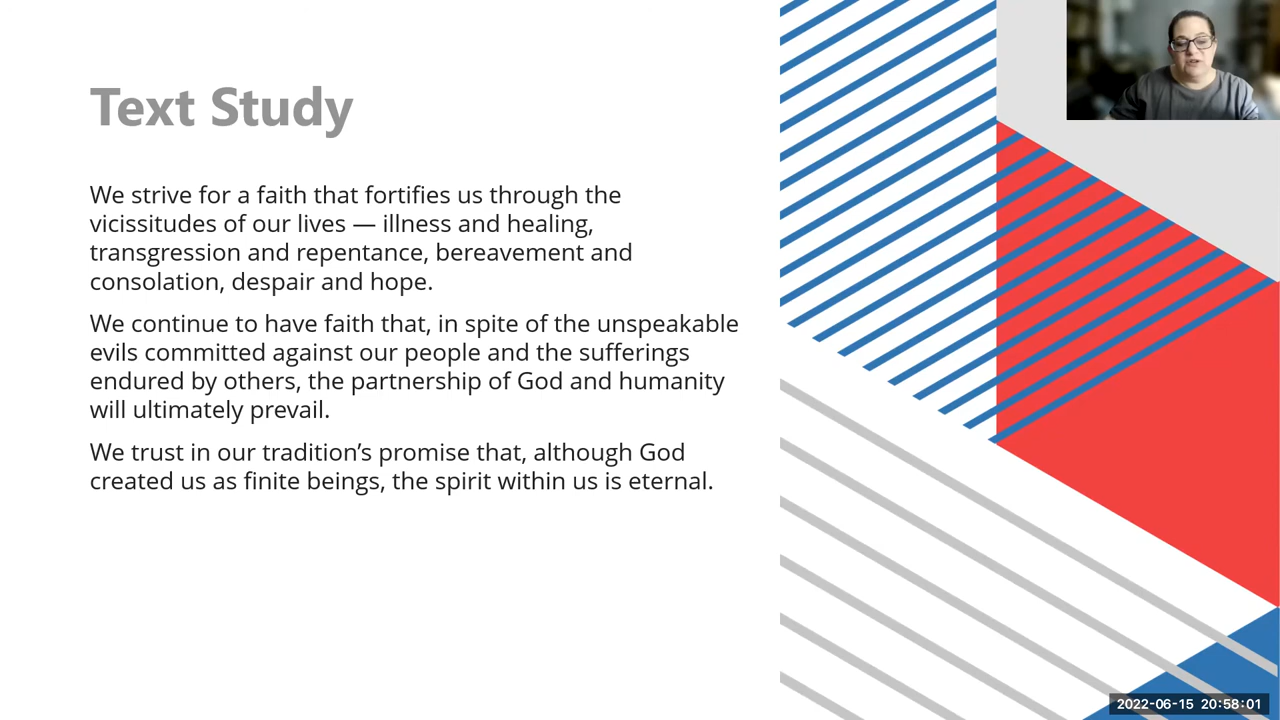 Text Study
We strive for a faith that fortifies us through the
vicissitudes of our lives — illness and healing,
transgression and repentance, bereavement and
consolation, despair and hope.
We continue to have faith that, in spite of the unspeakable
evils committed against our people and the sufferings
endured by others, the partnership of God and humanity
will ultimately prevail.
We trust in our tradition’s promise that, although God
created us as finite beings, the spirit within us is eternal.
2022-06-15 20:58:01